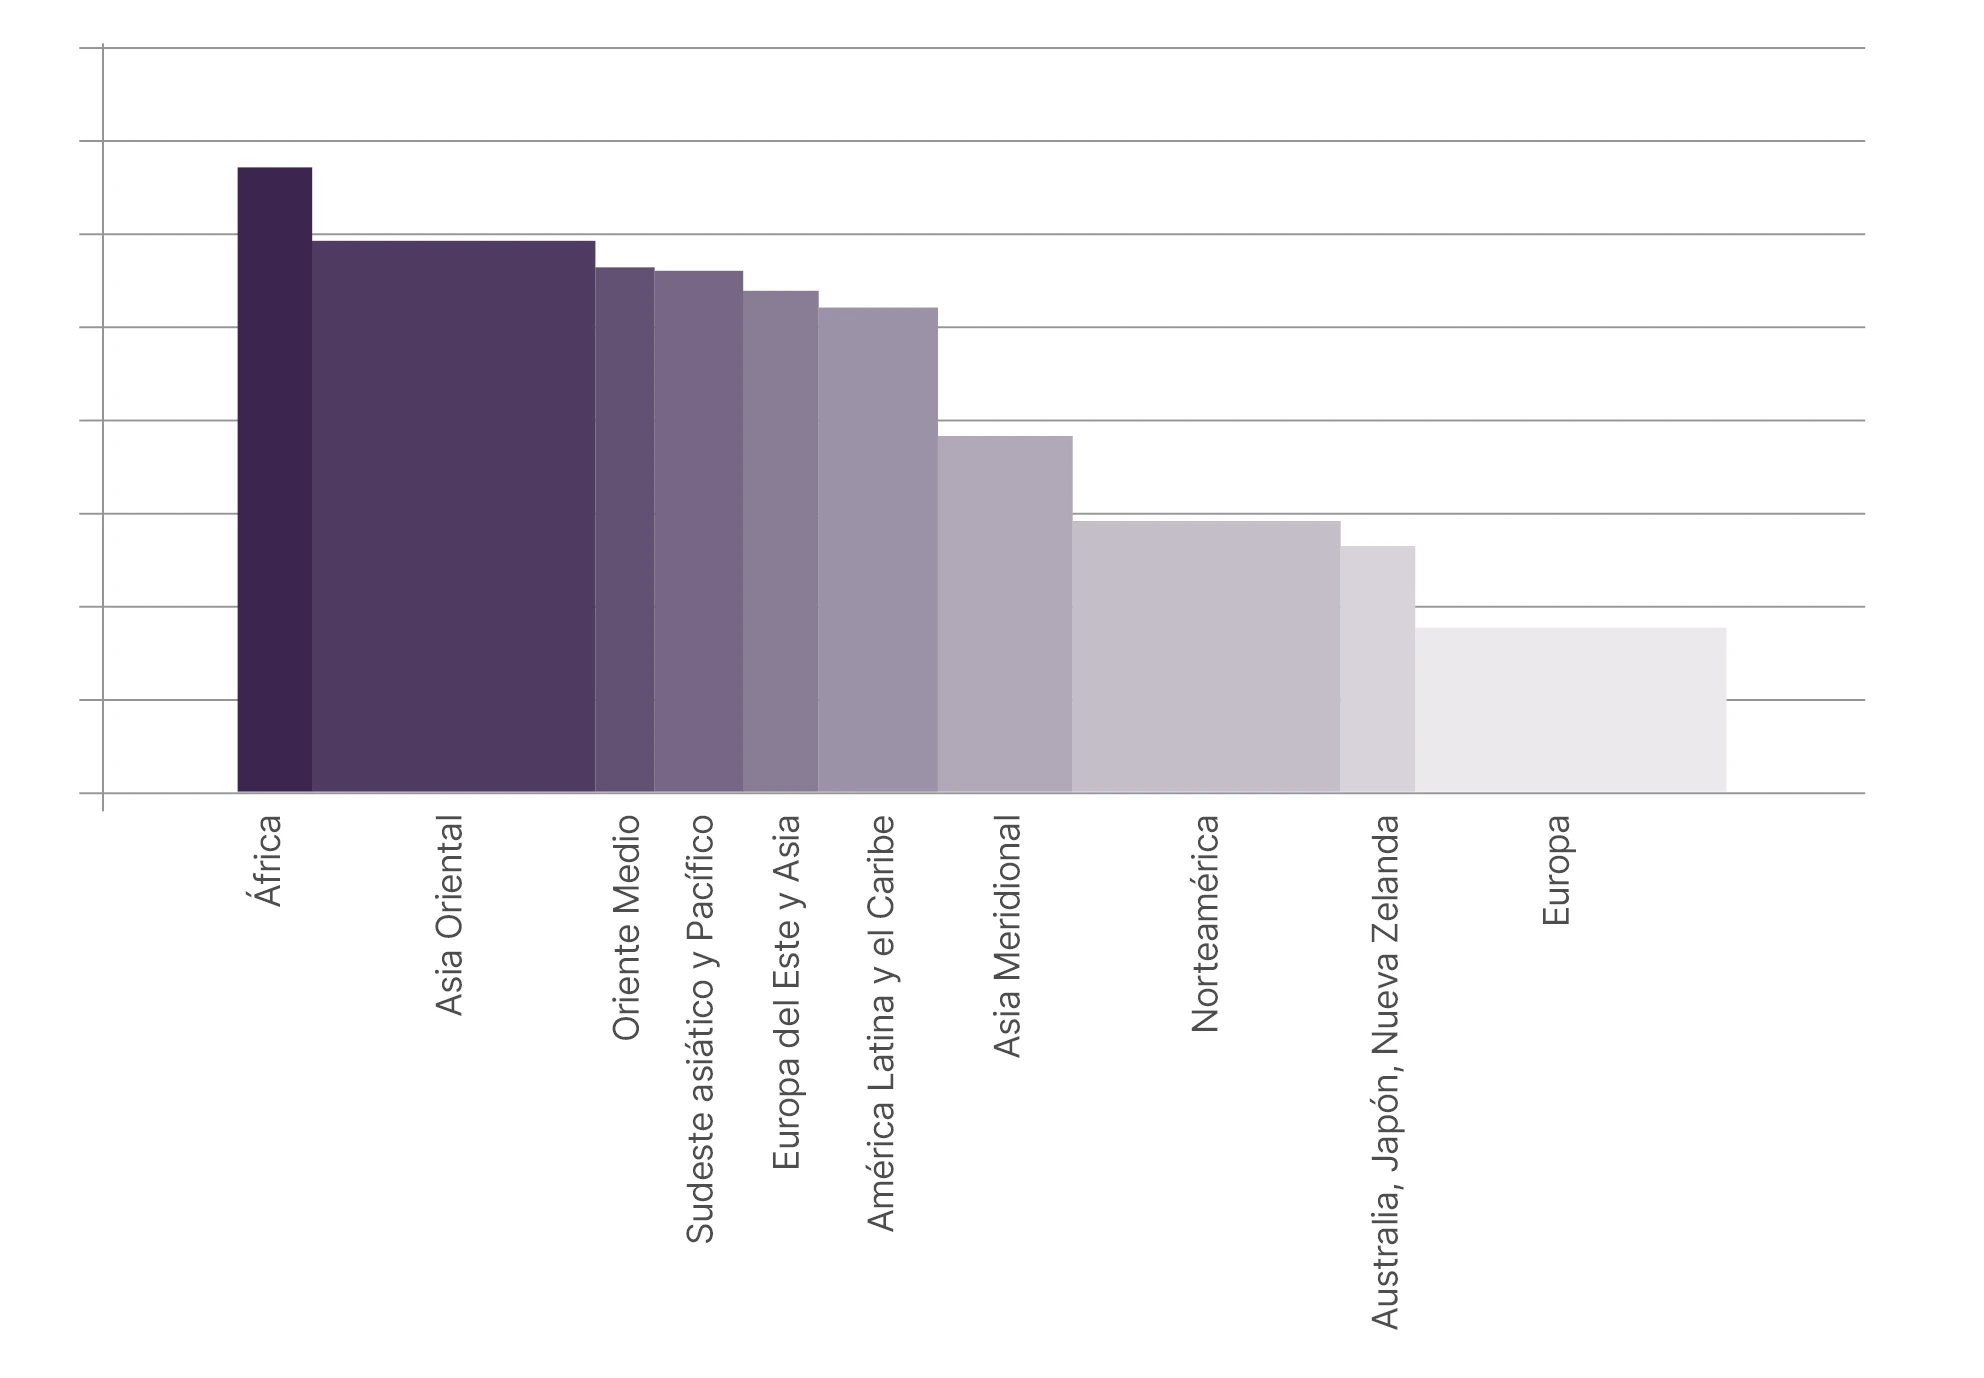 África
Asia Oriental
Oriente Medio
Sudeste asiático y Pacífico
Europa del Este y Asia
América Latina y el Caribe
Asia Meridional
Norteamérica
Australia, Japón, Nueva Zelanda
Europa